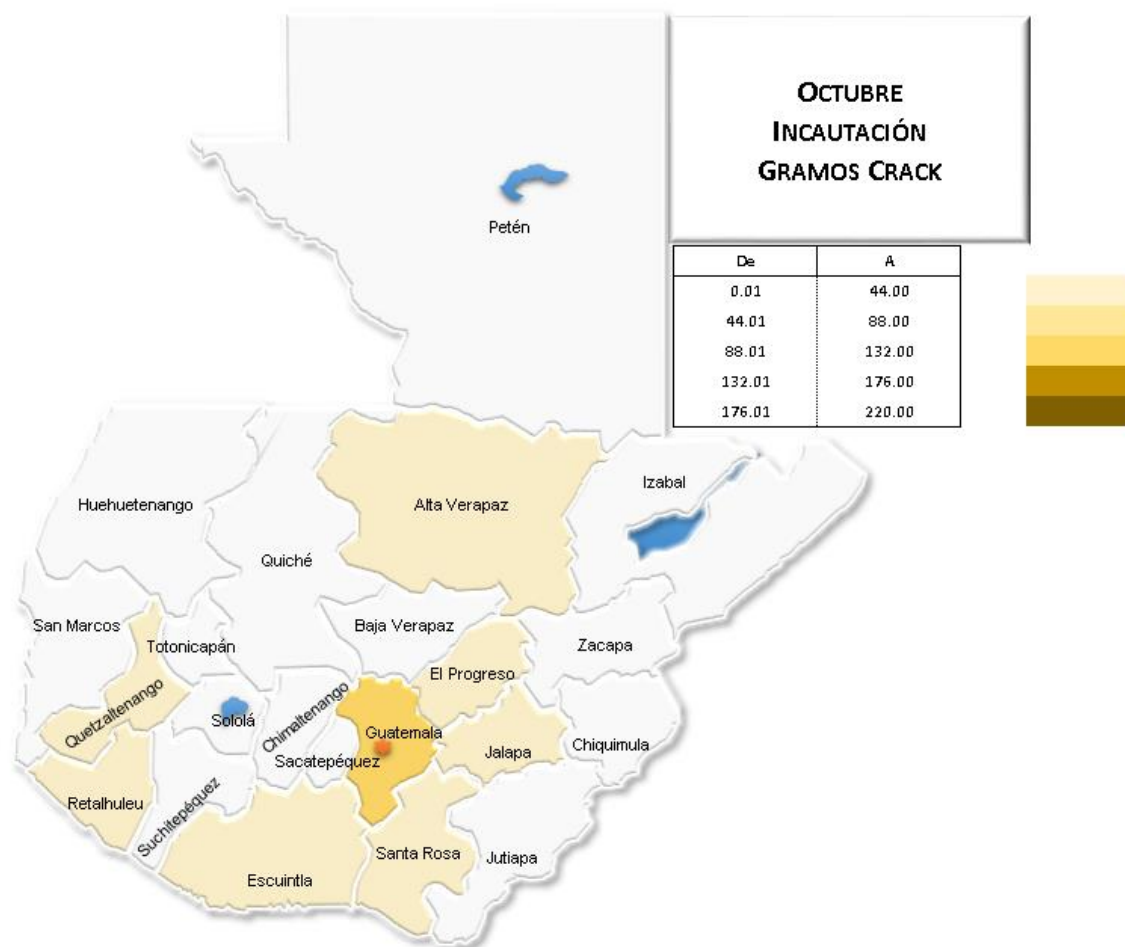 OCTUBRE
INCAUTACIÓN
GRAMOS CRACK
De A
0.01 44.00
44.01 88.00
88.01 132.00
132.01 176.00
176.01 220.00
Petén
Huehuetenango
Alta Verapaz
Izabal
Quiché
San Marcos
Totonicapán
Baja Verapaz
Zacapa
El Progreso
Quetzaltenango
Sololá
Chimaltenango
Guatemala
Sacatepéquez
Jalapa
Chiquimula
Retalhuleu
Suchitepéquez
Santa Rosa
Jutiapa
Escuintla